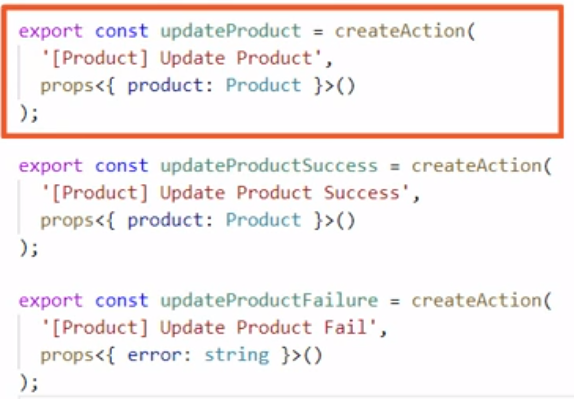 export const updateProduct = createAction(
'[Product] Update Product',
props<{ product: Product }>()
);
export const updateProductSuccess = createAction(
'[Product] Update Product Success',
props<{ product: Product }>()
);
export const updateProductFailure = createAction(
'[Product] Update Product Fail',
props<{ error: string }>()
);